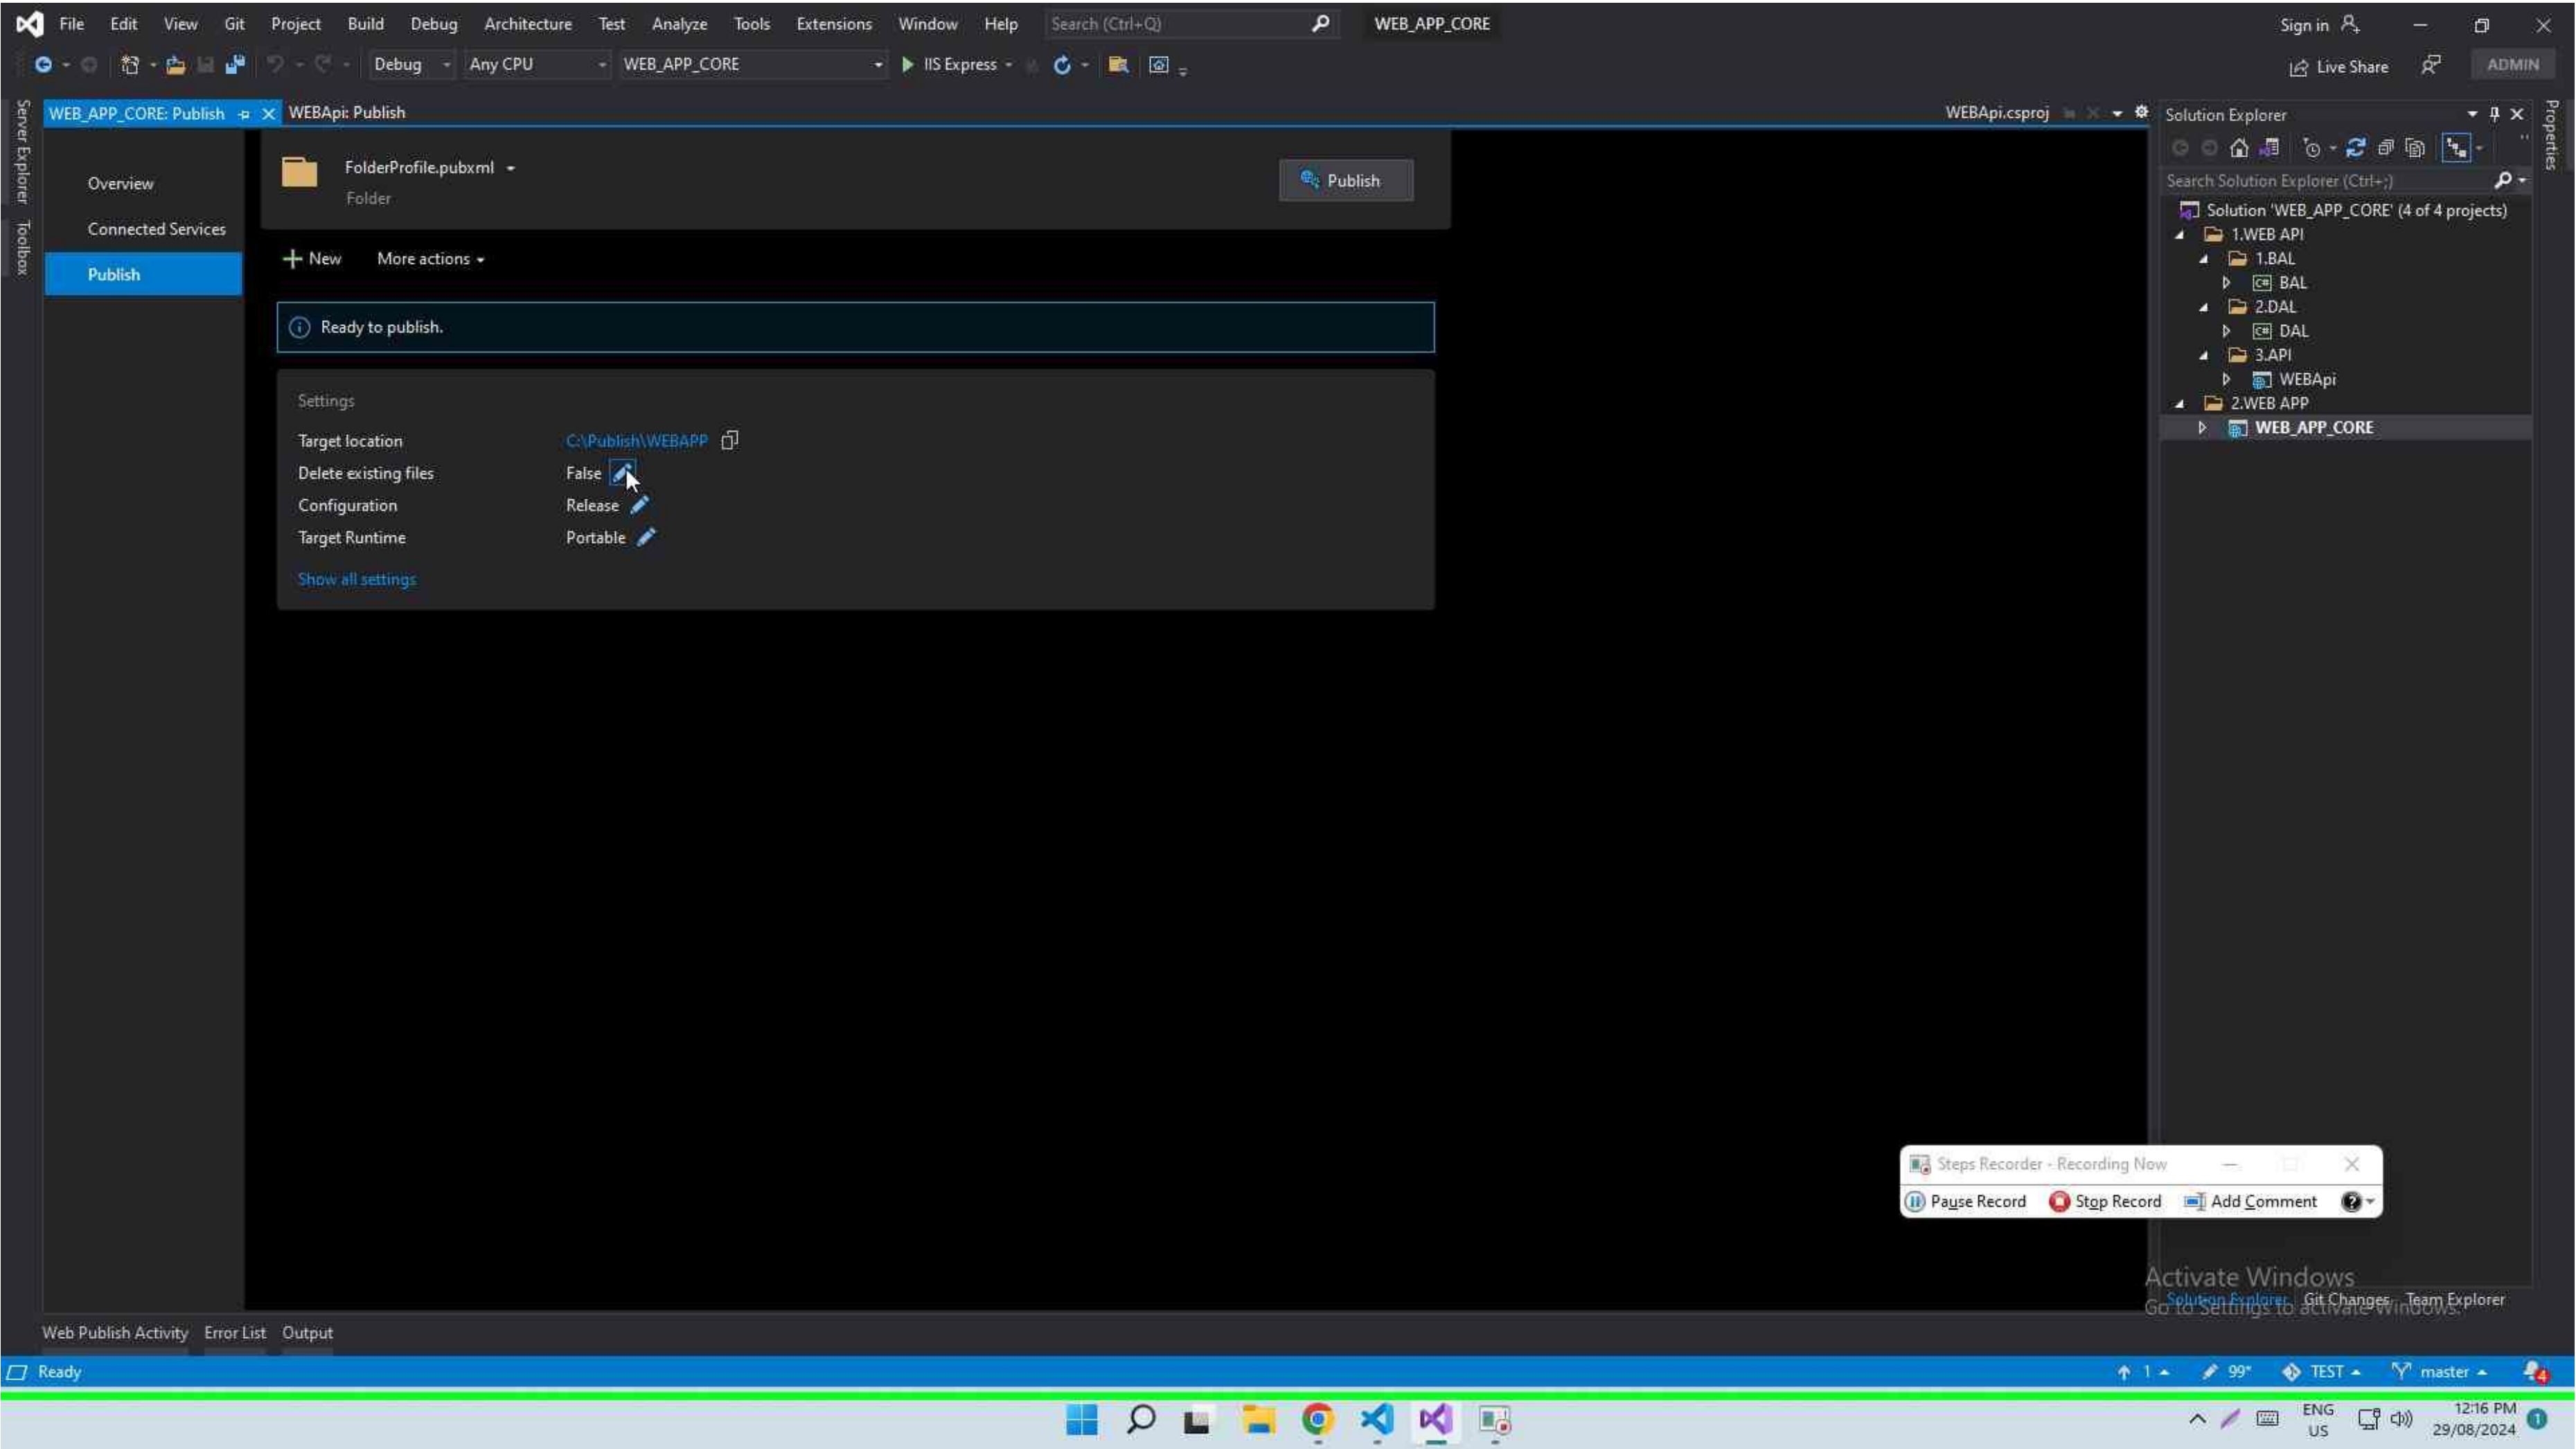 File Edit View Git Project Build Debug Architecture Test Analyze Tools Extensions Window Help Search (Ctrl+Q) WEB_APP_CORE Sign in
Debug Any CPU WEB_APP_CORE IIS Express Live Share ADMIN
Server Explorer
Toolbox
WEB_APP_CORE: Publish WEBApi: Publish WEBApi.csproj
Overview
Connected Services
Publish
FolderProfile.pubxml
Folder
Publish
New More actions
Ready to publish.
Settings
Target location C:\Publish\WEBAPP
Delete existing files False
Configuration Release
Target Runtime Portable
Show all settings
Solution Explorer
Search Solution Explorer (Ctrl+;)
Solution 'WEB_APP_CORE' (4 of 4 projects)
1.WEB API
1.BAL
C# BAL
2.DAL
C# DAL
3.API
WEBApi
2.WEB APP
WEB_APP_CORE
Properties
Steps Recorder - Recording Now
Pause Record Stop Record Add Comment
Activate Windows
Go to Settings to activate Windows.
Solution Explorer Git Changes Team Explorer
Web Publish Activity Error List Output
Ready 1 99+ TEST master 4
ENG
US
12:16 PM
29/08/2024
1